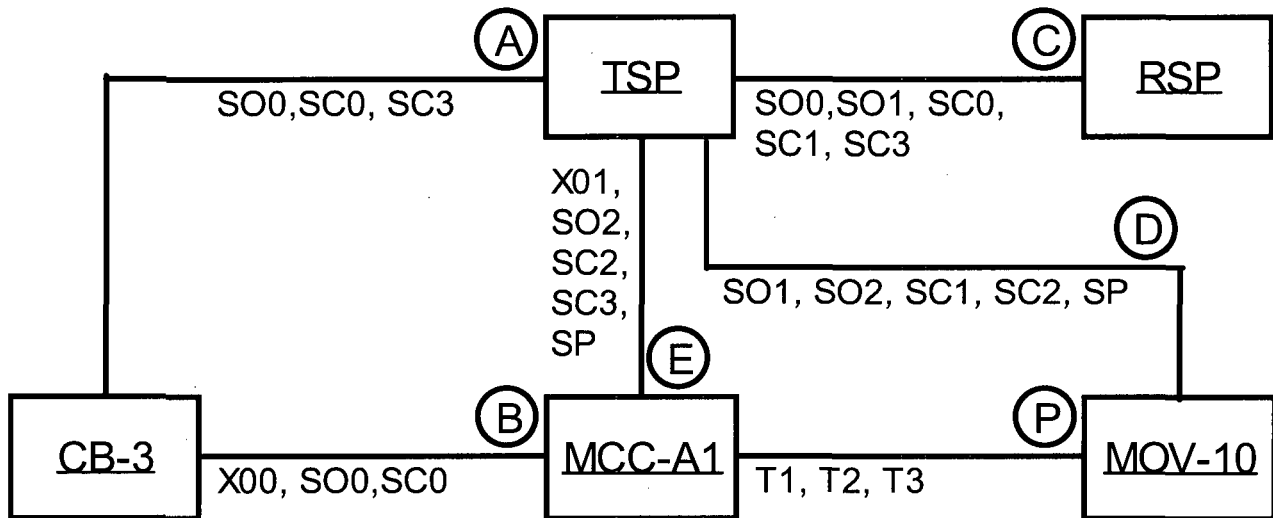 A
TSP
C
RSP
SO0,SC0, SC3
SO0,SO1, SC0,
SC1, SC3
X01,
SO2,
SC2,
SC3,
SP
D
SO1, SO2, SC1, SC2, SP
E
CB-3
B
MCC-A1
P
MOV-10
X00, SO0,SC0
T1, T2, T3